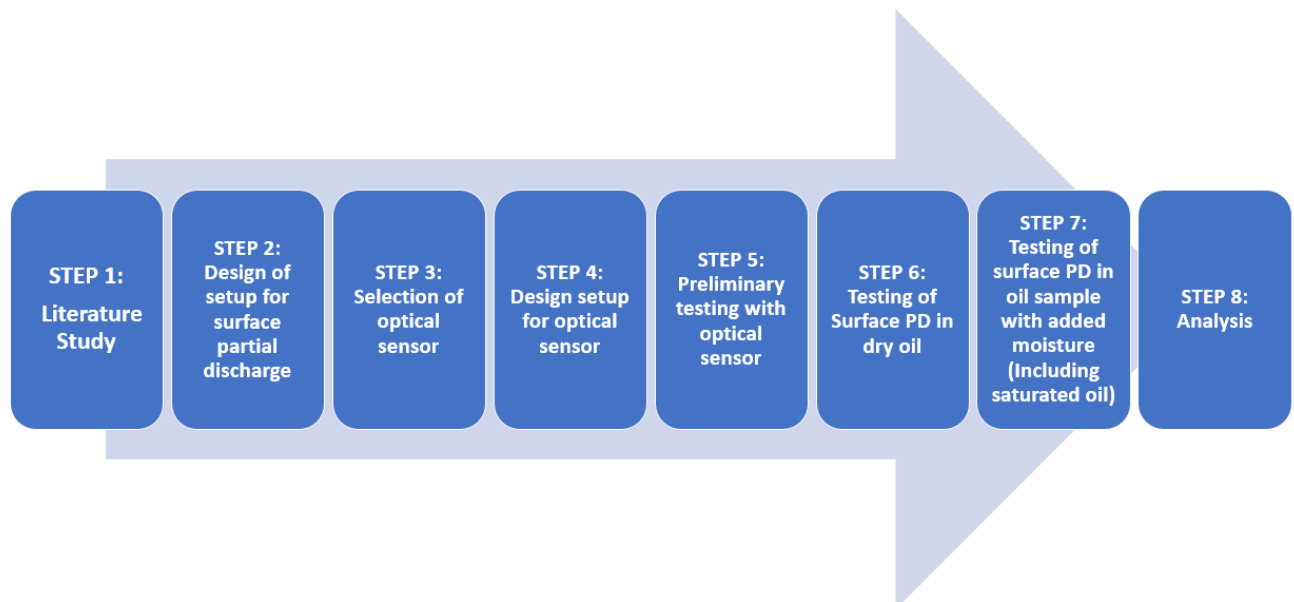 STEP 1:
Literature
Study
STEP 2:
Design of
setup for
surface
partial
discharge
STEP 3:
Selection of
optical
sensor
STEP 4:
Design setup
for optical
sensor
STEP 5:
Preliminary
testing with
optical
sensor
STEP 6:
Testing of
Surface PD in
dry oil
STEP 7:
Testing of
surface PD in
oil sample
with added
moisture
(Including
saturated oil)
STEP 8:
Analysis